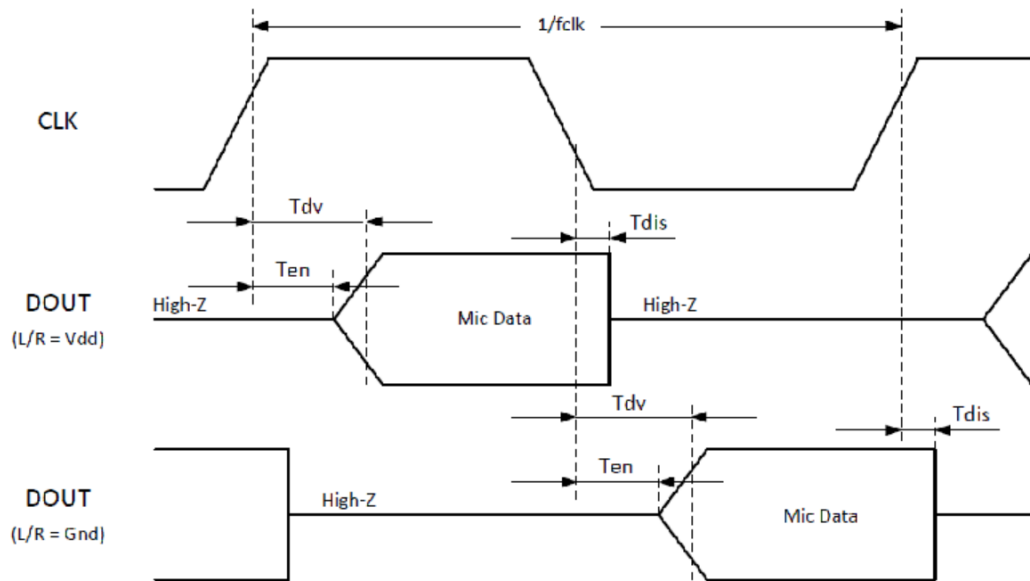 1/fclk
CLK
Tdv
Tdis
Ten
High-Z
DOUT
(L/R = Vdd)
Mic Data
High-Z
Tdv
Tdis
Ten
DOUT
(L/R = Gnd)
High-Z
Mic Data